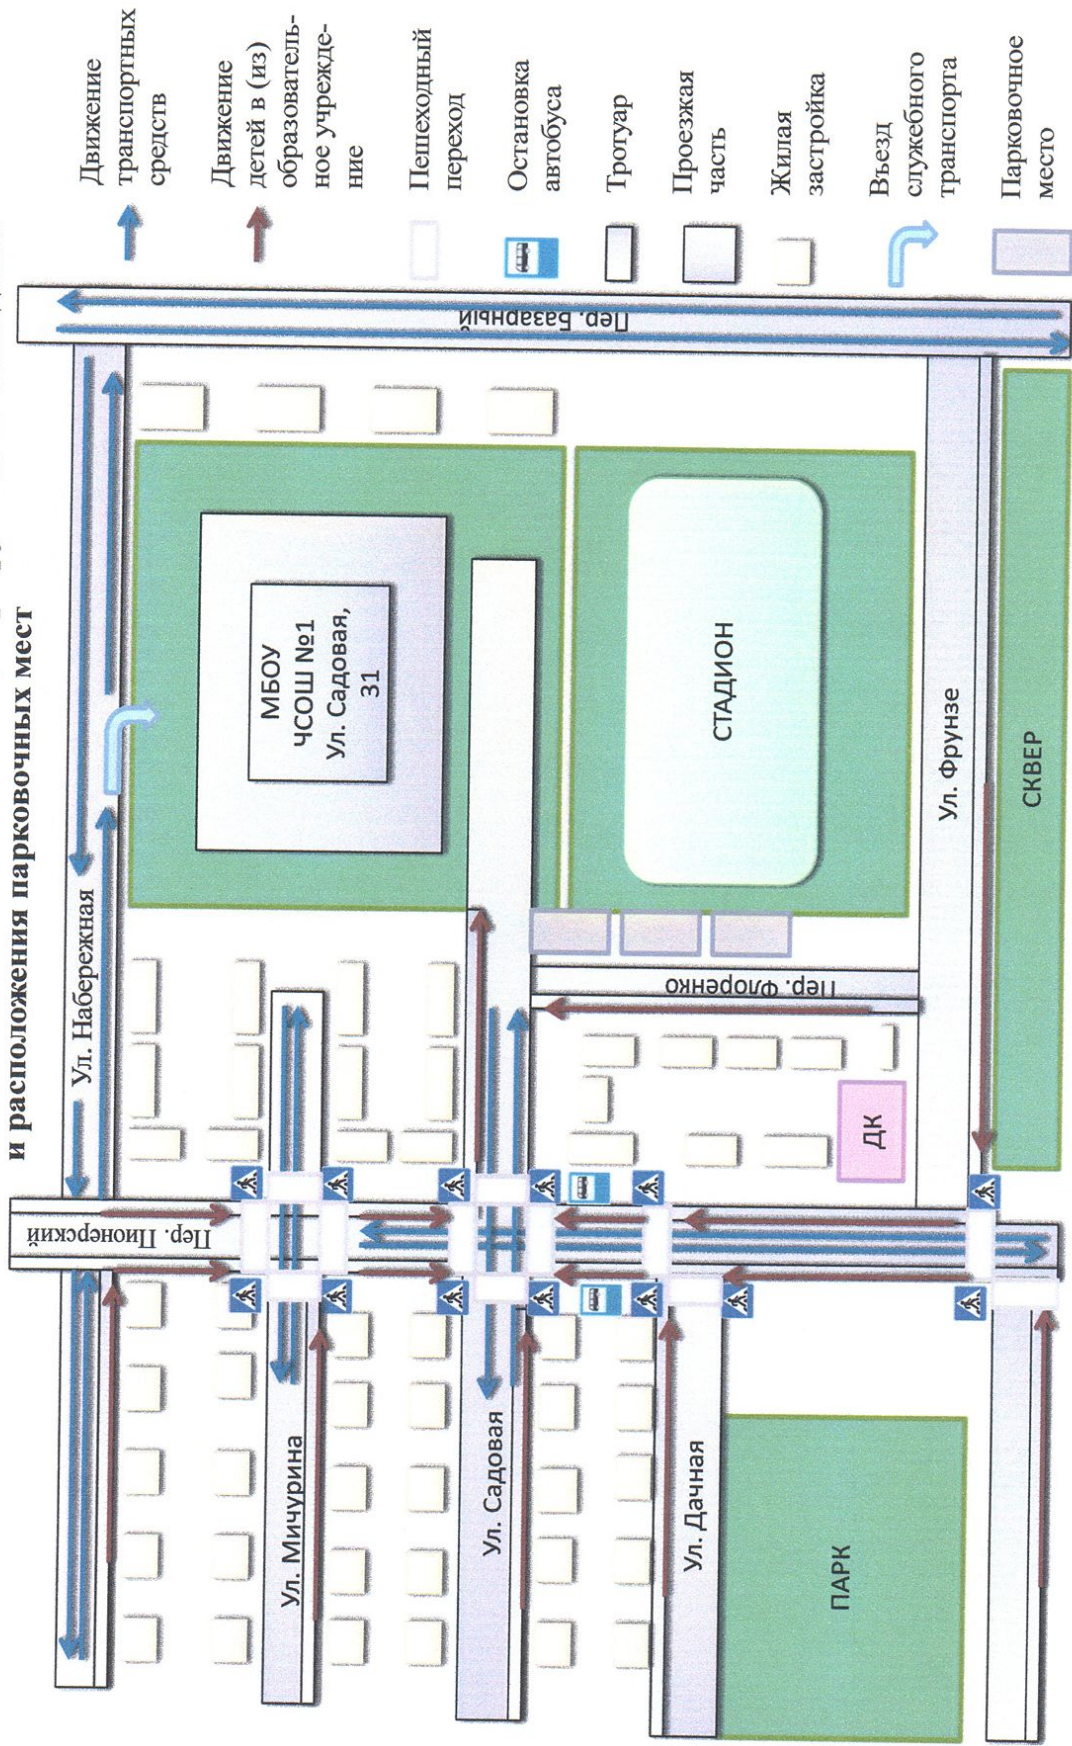 и расположения парковочных мест
Ул. Набережная
Пер. Пионерский
Пер. Базарный
МБОУ
ЧСОШ №1
Ул. Садовая,
31
СТАДИОН
Ул. Мичурина
Ул. Садовая
Ул. Дачная
Пер. Флоренко
ДК
Ул. Фрунзе
СКВЕР
ПАРК
Движение
транспортных
средств
Движение
детей в (из)
образователь-
ное учрежде-
ние
Пешеходный
переход
Остановка
автобуса
Тротуар
Проезжая
часть
Жилая
застройка
Въезд
служебного
транспорта
Парковочное
место